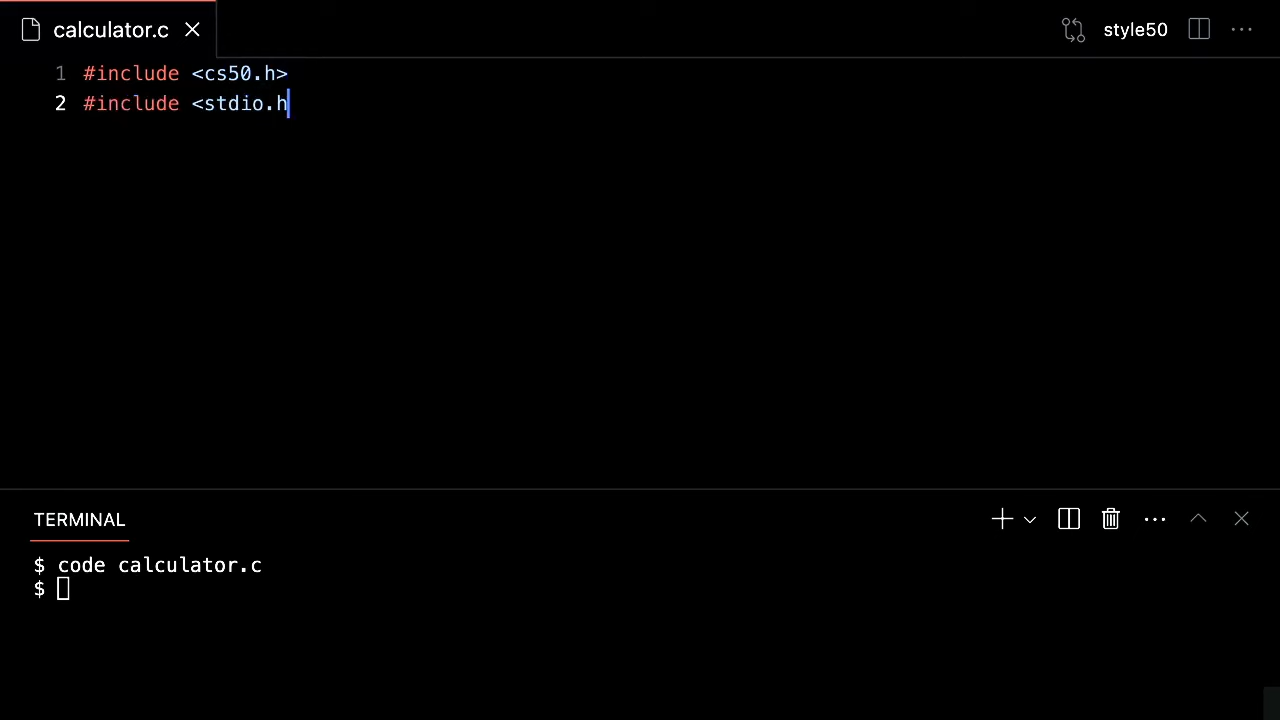 calculator.c
style50
1 #include <cs50.h>
2 #include <stdio.h
TERMINAL
$ code calculator.c
$